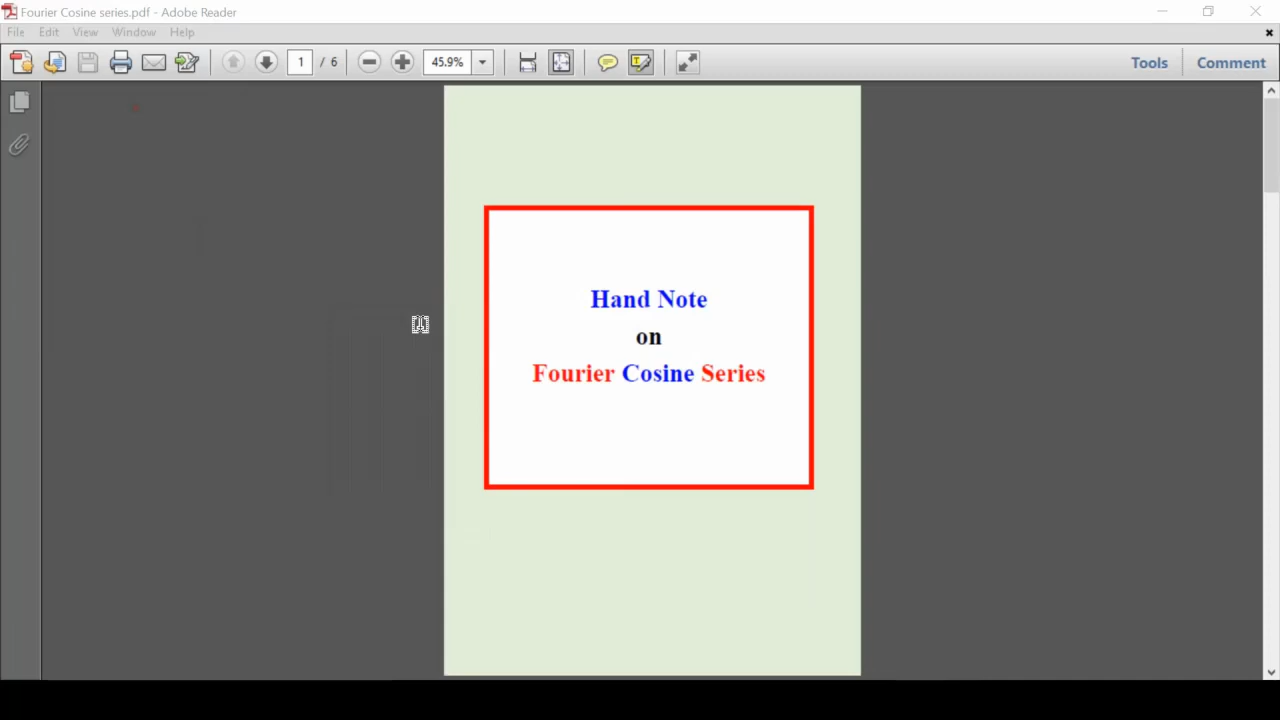 Fourier Cosine series.pdf - Adobe Reader
File Edit View Window Help
1 / 6 45.9% Tools Comment
Hand Note
on
Fourier Cosine Series